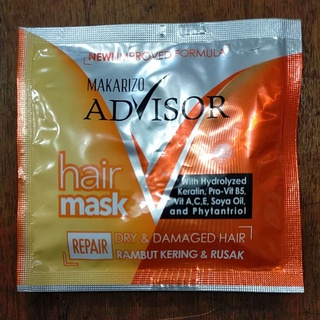 NEW! IMPROVED FORMULA
MAKARIZO
ADVISOR
hair
mask
With Hydrolyzed
Keratin, Pro-Vit B5,
Vit A,C,E, Soya Oil,
and Phytantriol
REPAIR
DRY & DAMAGED HAIR
RAMBUT KERING & RUSAK